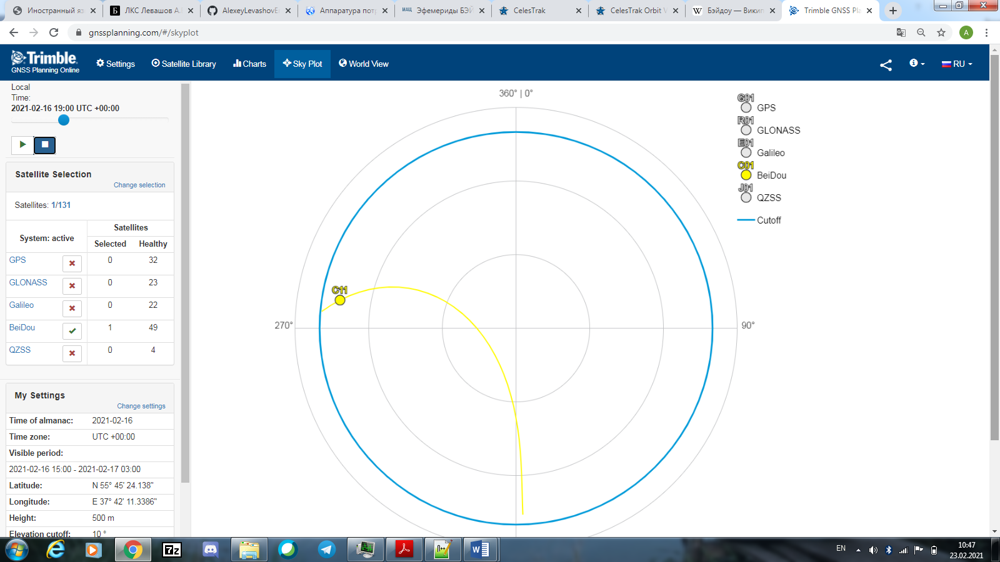 Иностранный яз
ЛКС Левашов А.
AlexeyLevashovE
Аппаратура пот
ИАЦ Эфемериды БЭЙ
CelesTrak
CelesTrak Orbit V
Бэйдоу — Викип
Trimble GNSS Pla
gnssplanning.com/#/skyplot
A
Trimble.
GNSS Planning Online
Settings
Satellite Library
Charts
Sky Plot
World View
RU
Local
Time:
2021-02-16 19:00 UTC +00:00
Satellite Selection
Change selection
Satellites: 1/131
System: active
Satellites
Selected Healthy
GPS 0 32
GLONASS 0 23
Galileo 0 22
BeiDou 1 49
QZSS 0 4
My Settings
Change settings
Time of almanac: 2021-02-16
Time zone: UTC +00:00
Visible period:
2021-02-16 15:00 - 2021-02-17 03:00
Latitude: N 55° 45' 24.138"
Longitude: E 37° 42' 11.3386"
Height: 500 m
Elevation cutoff: 10 °
360° | 0°
270°
90°
C11
G01
GPS
R01
GLONASS
E01
Galileo
C01
BeiDou
J01
QZSS
Cutoff
7z
N++
W
EN
10:47
23.02.2021